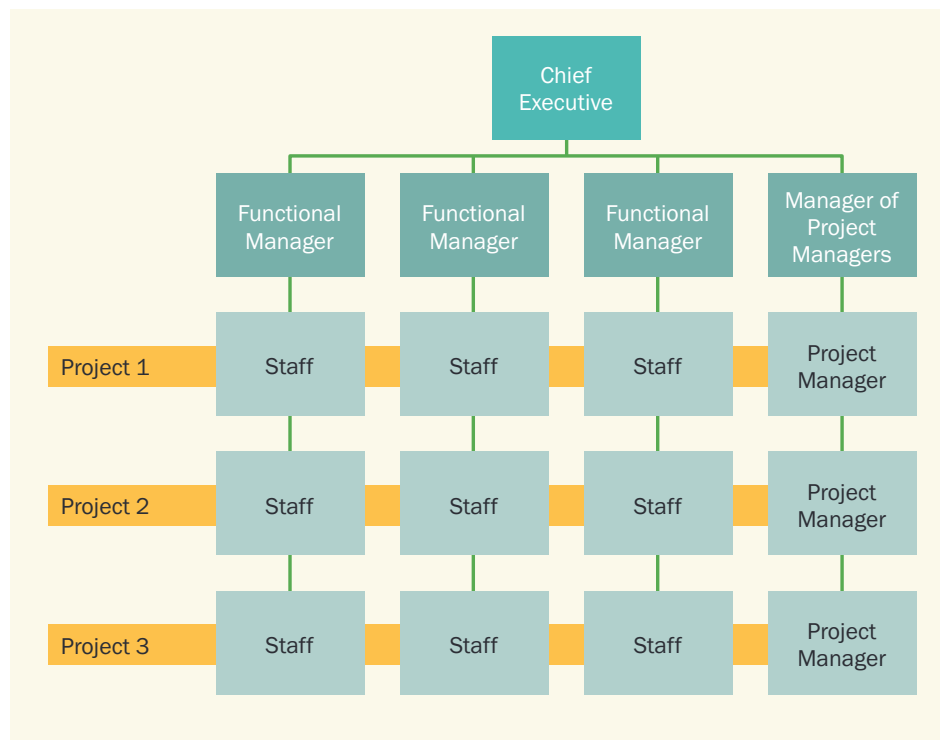 Chief
Executive
Functional
Manager
Functional
Manager
Functional
Manager
Manager of
Project
Managers
Project 1
Staff
Staff
Staff
Project
Manager
Project 2
Staff
Staff
Staff
Project
Manager
Project 3
Staff
Staff
Staff
Project
Manager